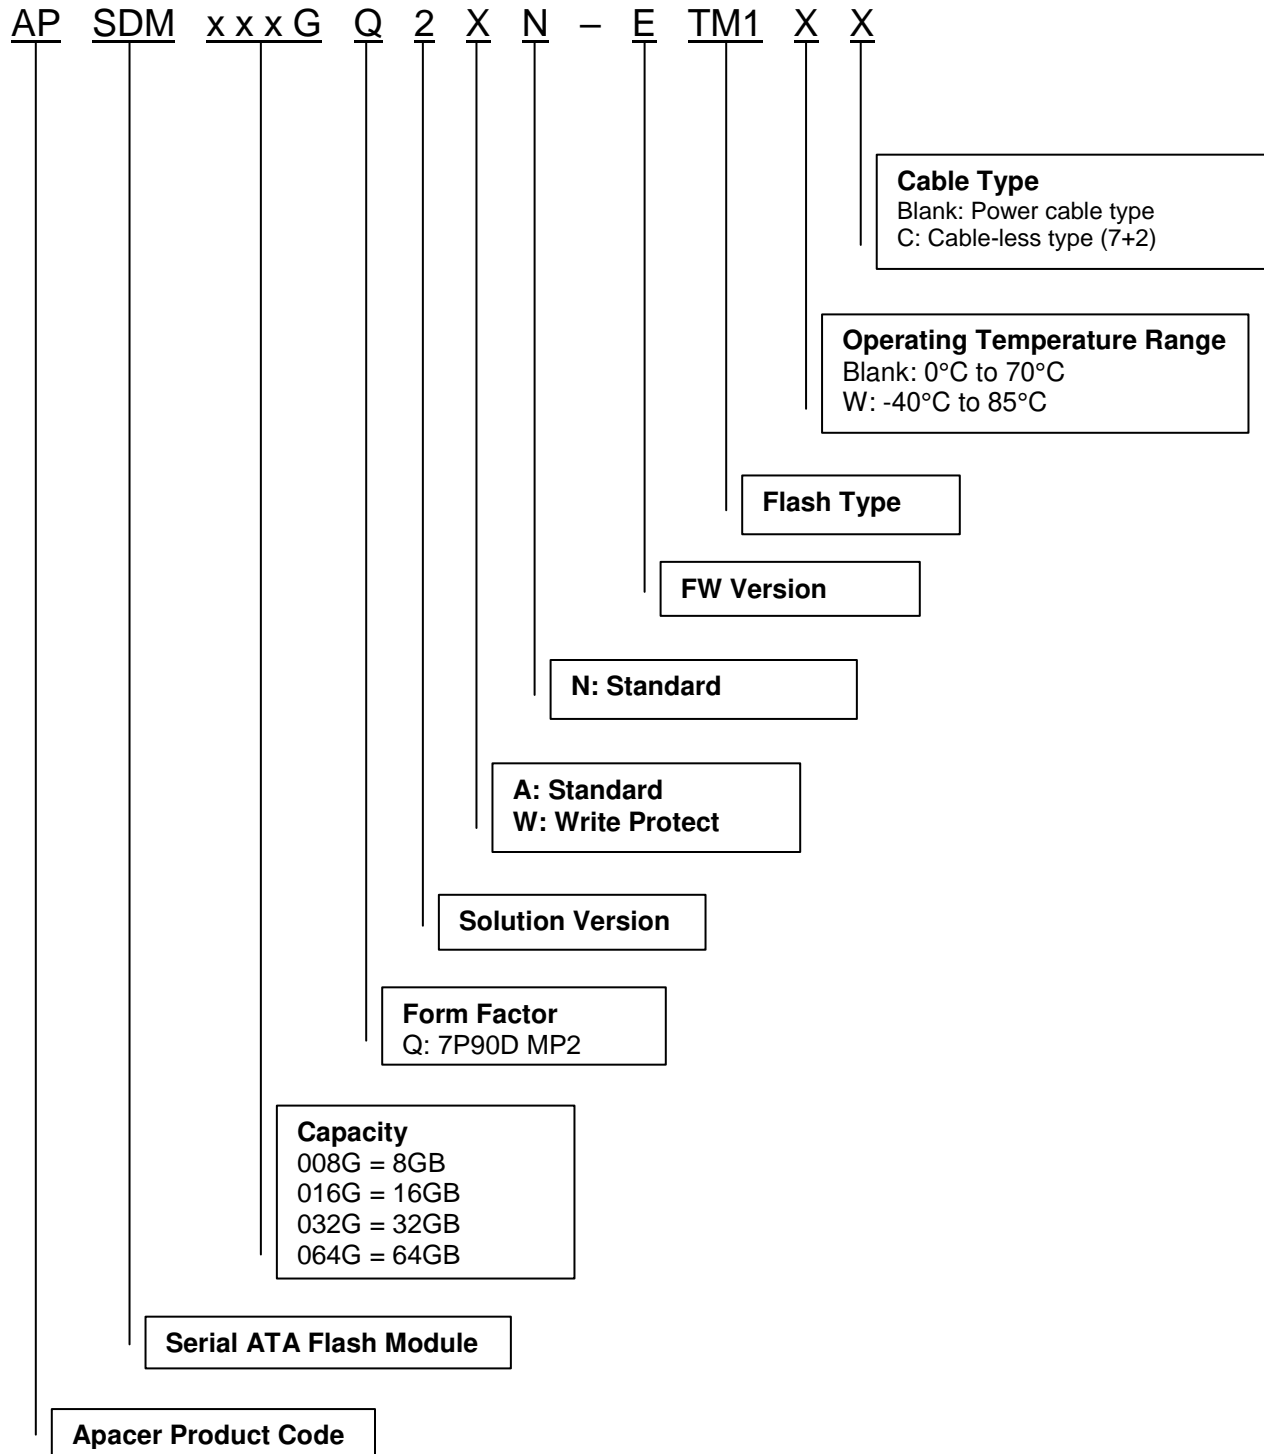 AP SDM x x x G Q 2 X N – E TM1 X X
Cable Type
Blank: Power cable type
C: Cable-less type (7+2)
Operating Temperature Range
Blank: 0°C to 70°C
W: -40°C to 85°C
Flash Type
FW Version
N: Standard
A: Standard
W: Write Protect
Solution Version
Form Factor
Q: 7P90D MP2
Capacity
008G = 8GB
016G = 16GB
032G = 32GB
064G = 64GB
Serial ATA Flash Module
Apacer Product Code